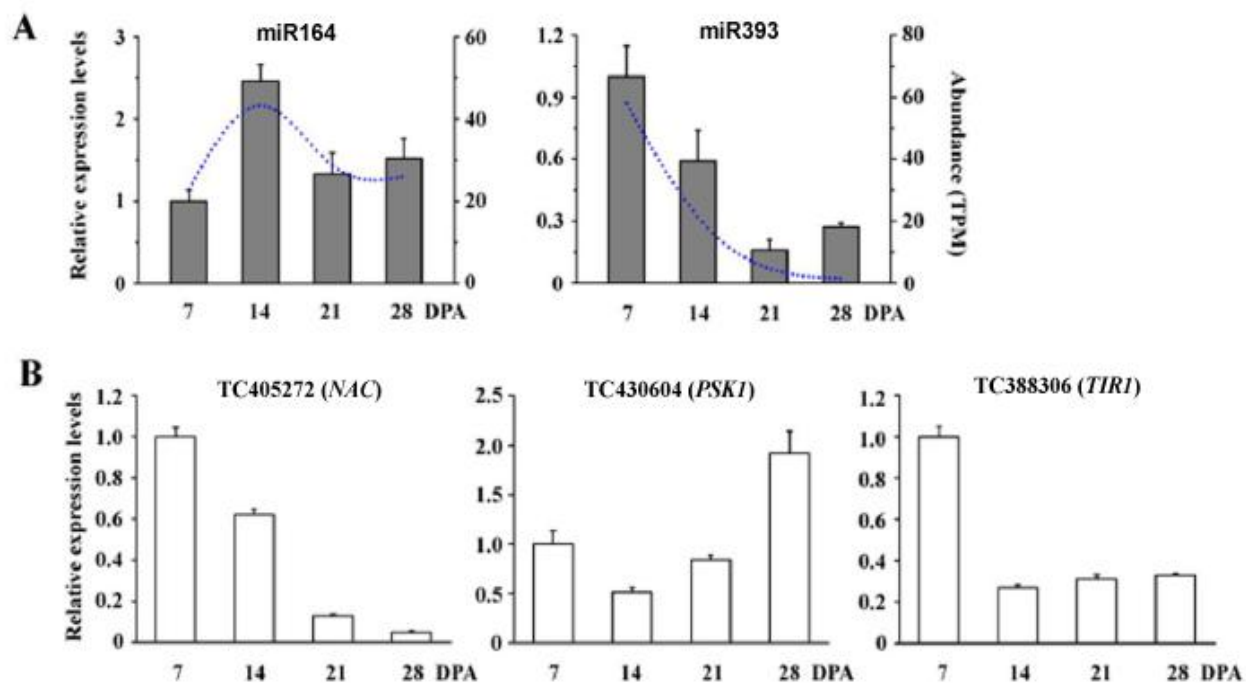 A
miR164
Relative expression levels
3
2
1
0
60
40
20
0
7 14 21 28 DPA
miR393
1.2
0.9
0.6
0.3
0
80
60
40
20
0
Abundance (TPM)
7 14 21 28 DPA
B
TC405272 (NAC)
Relative expression levels
1.2
1.0
0.8
0.6
0.4
0.2
0
7 14 21 28 DPA
TC430604 (PSK1)
2.5
2.0
1.5
1.0
0.5
0
7 14 21 28 DPA
TC388306 (TIR1)
1.2
1.0
0.8
0.6
0.4
0.2
0
7 14 21 28 DPA